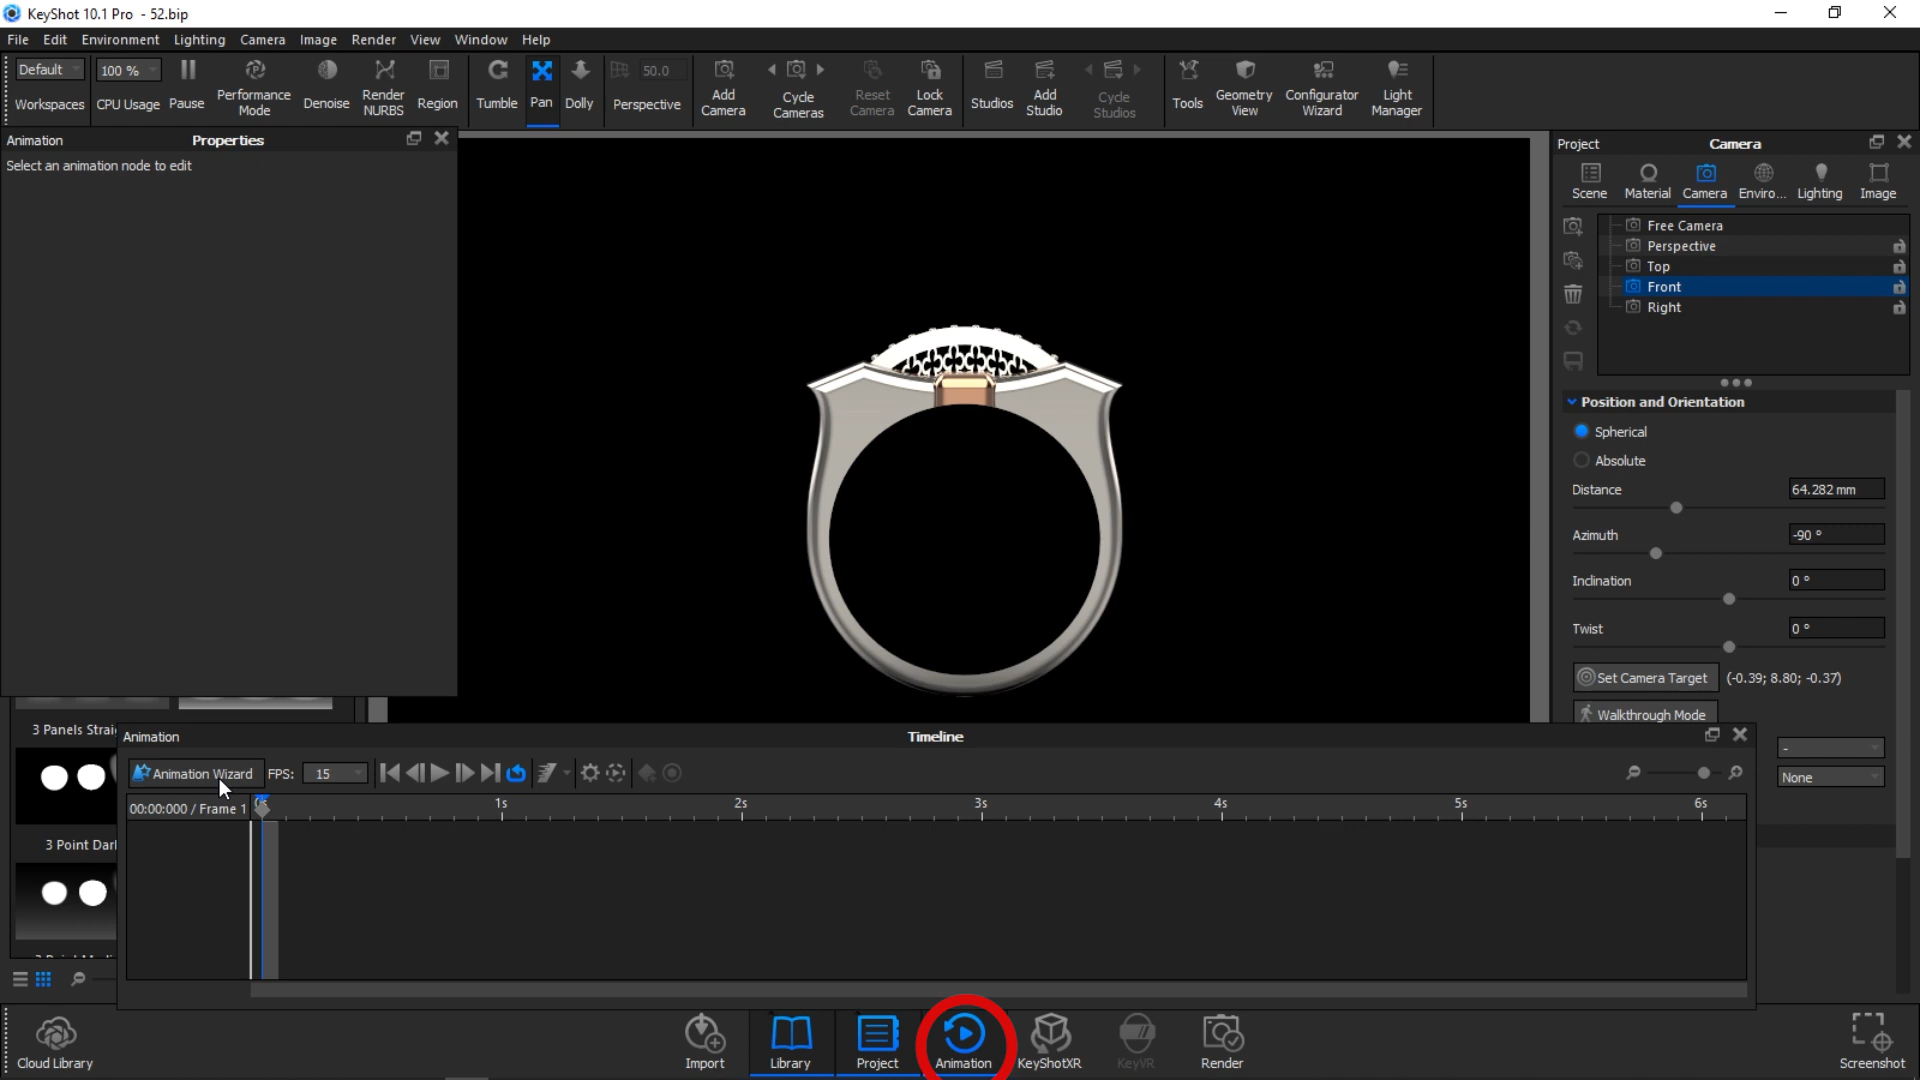 KeyShot 10.1 Pro - 52.bip
File Edit Environment Lighting Camera Image Render View Window Help
Default 100 % 50.0
Workspaces CPU Usage Pause Performance Mode Denoise Render NURBS Region Tumble Pan Dolly Perspective Add Camera Cycle Cameras Reset Camera Lock Camera Studios Add Studio Cycle Studios Tools Geometry View Configurator Wizard Light Manager
Animation Properties
Select an animation node to edit
Project Camera
Scene Material Camera Enviro... Lighting Image
Free Camera
Perspective
Top
Front
Right
Position and Orientation
Spherical
Absolute
Distance 64.282 mm
Azimuth -90 °
Inclination 0 °
Twist 0 °
Set Camera Target (-0.39; 8.80; -0.37)
Walkthrough Mode
-
None
3 Panels Straig
3 Point Dark
Animation Timeline
Animation Wizard FPS: 15
00:00:000 / Frame 1 0s 1s 2s 3s 4s 5s 6s
Cloud Library Import Library Project Animation KeyShotXR KeyVR Render Screenshot